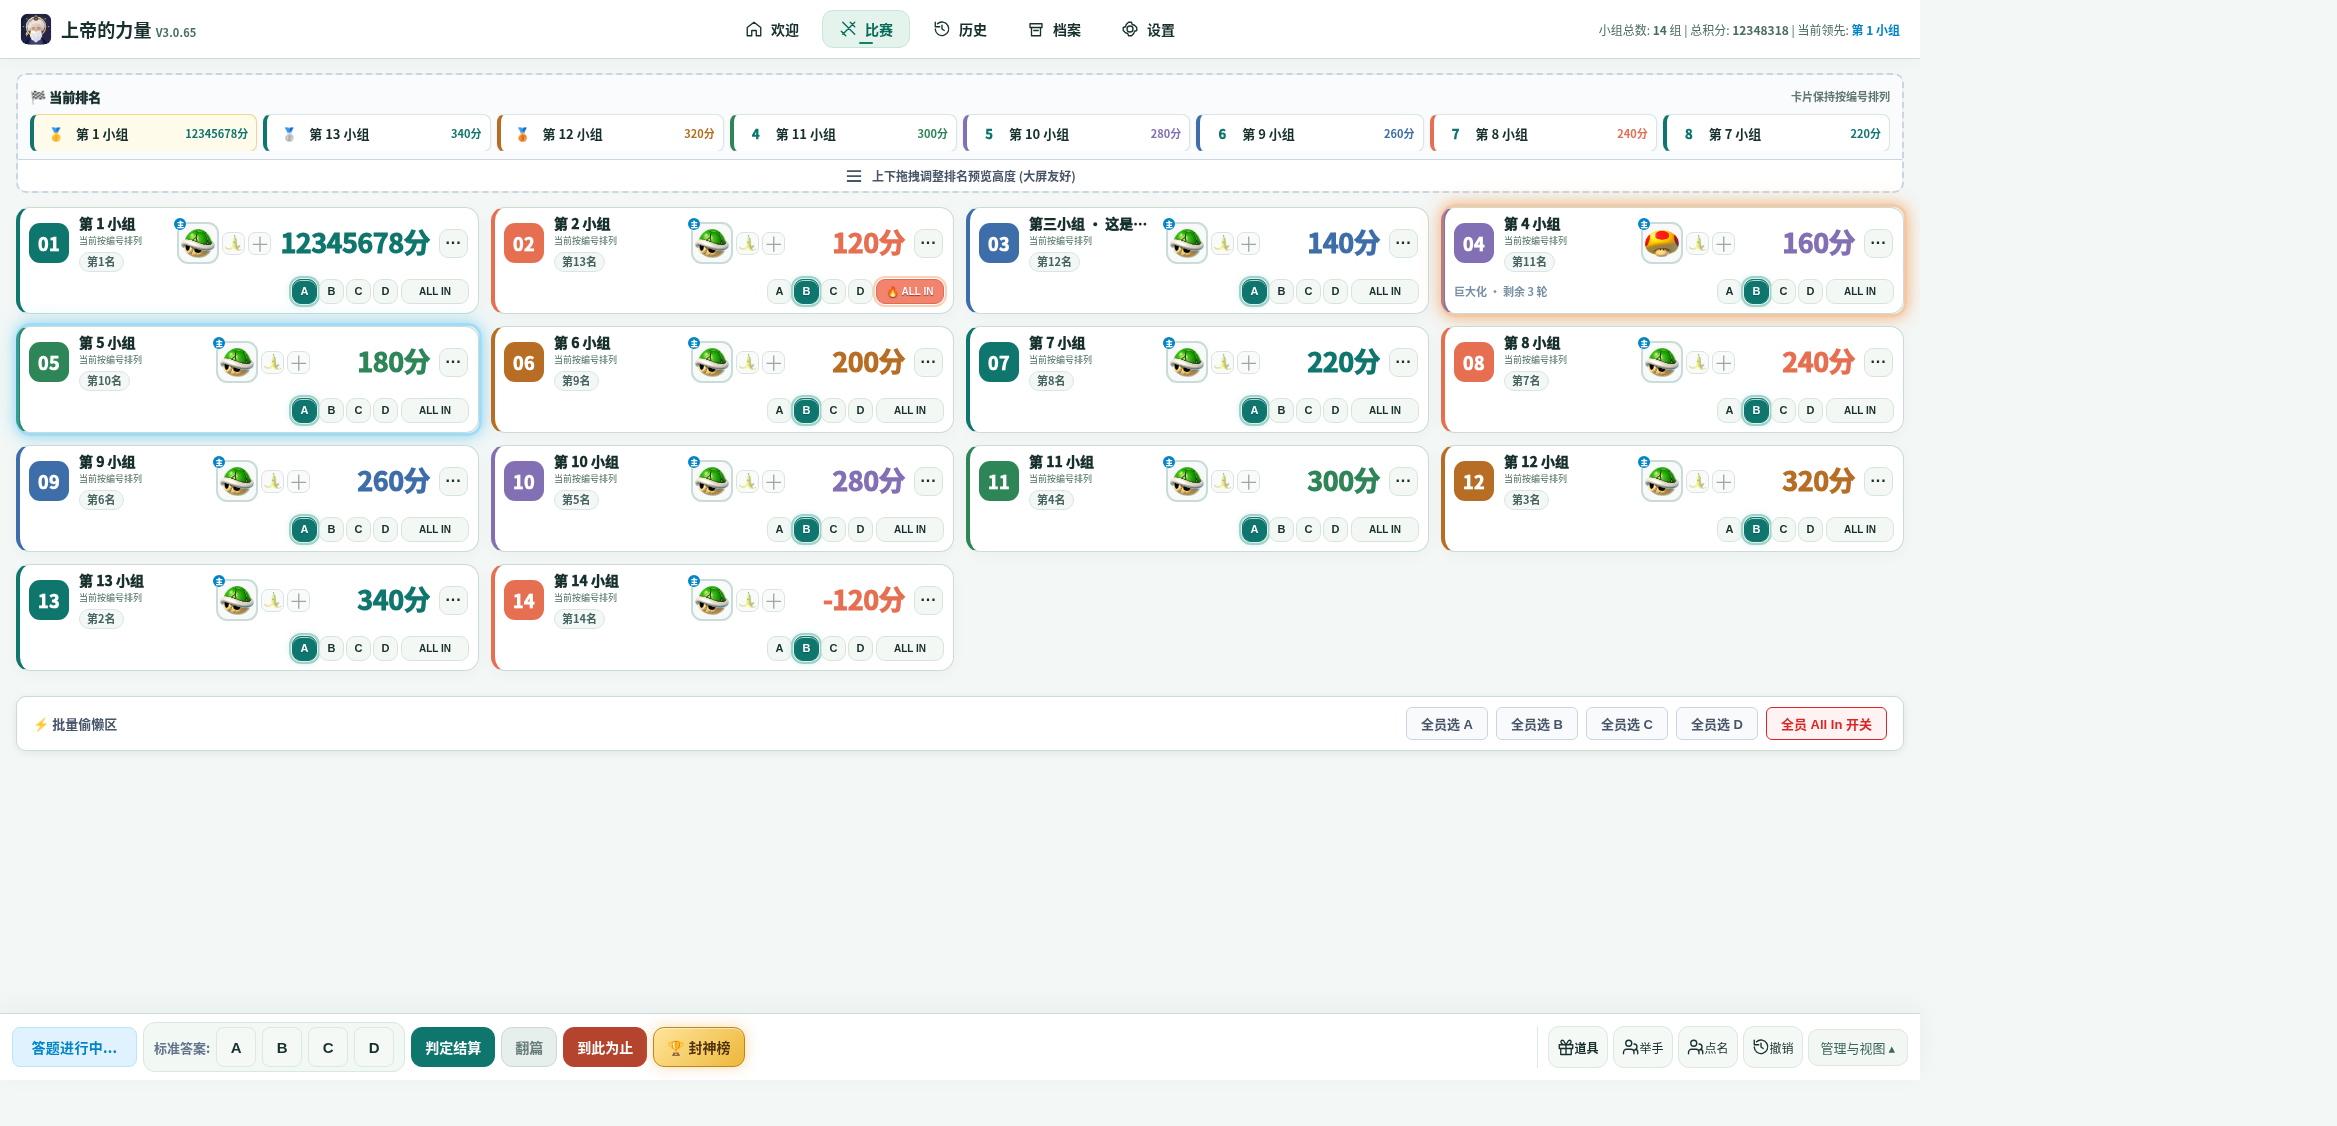 上帝的力量 V3.0.65
欢迎 比赛 历史 档案 设置
小组总数: 14 组 | 总积分: 12348318 | 当前领先: 第 1 小组
🏁 当前排名
卡片保持按编号排列
🥇 第 1 小组 12345678分
🥈 第 13 小组 340分
🥉 第 12 小组 320分
4 第 11 小组 300分
5 第 10 小组 280分
6 第 9 小组 260分
7 第 8 小组 240分
8 第 7 小组 220分
上下拖拽调整排名预览高度 (大屏友好)
01 第 1 小组 主 12345678分 ···
当前按编号排列
第1名
A B C D ALL IN
02 第 2 小组 主 120分 ···
当前按编号排列
第13名
A B C D 🔥 ALL IN
03 第三小组 · 这是··· 主 140分 ···
当前按编号排列
第12名
A B C D ALL IN
04 第 4 小组 主 160分 ···
当前按编号排列
第11名
巨大化 · 剩余 3 轮
A B C D ALL IN
05 第 5 小组 主 180分 ···
当前按编号排列
第10名
A B C D ALL IN
06 第 6 小组 主 200分 ···
当前按编号排列
第9名
A B C D ALL IN
07 第 7 小组 主 220分 ···
当前按编号排列
第8名
A B C D ALL IN
08 第 8 小组 主 240分 ···
当前按编号排列
第7名
A B C D ALL IN
09 第 9 小组 主 260分 ···
当前按编号排列
第6名
A B C D ALL IN
10 第 10 小组 主 280分 ···
当前按编号排列
第5名
A B C D ALL IN
11 第 11 小组 主 300分 ···
当前按编号排列
第4名
A B C D ALL IN
12 第 12 小组 主 320分 ···
当前按编号排列
第3名
A B C D ALL IN
13 第 13 小组 主 340分 ···
当前按编号排列
第2名
A B C D ALL IN
14 第 14 小组 主 -120分 ···
当前按编号排列
第14名
A B C D ALL IN
⚡ 批量偷懒区
全员选 A 全员选 B 全员选 C 全员选 D 全员 All In 开关
答题进行中... 标准答案: A B C D 判定结算 翻篇 到此为止 🏆 封神榜
道具 举手 点名 撤销 管理与视图 ▴